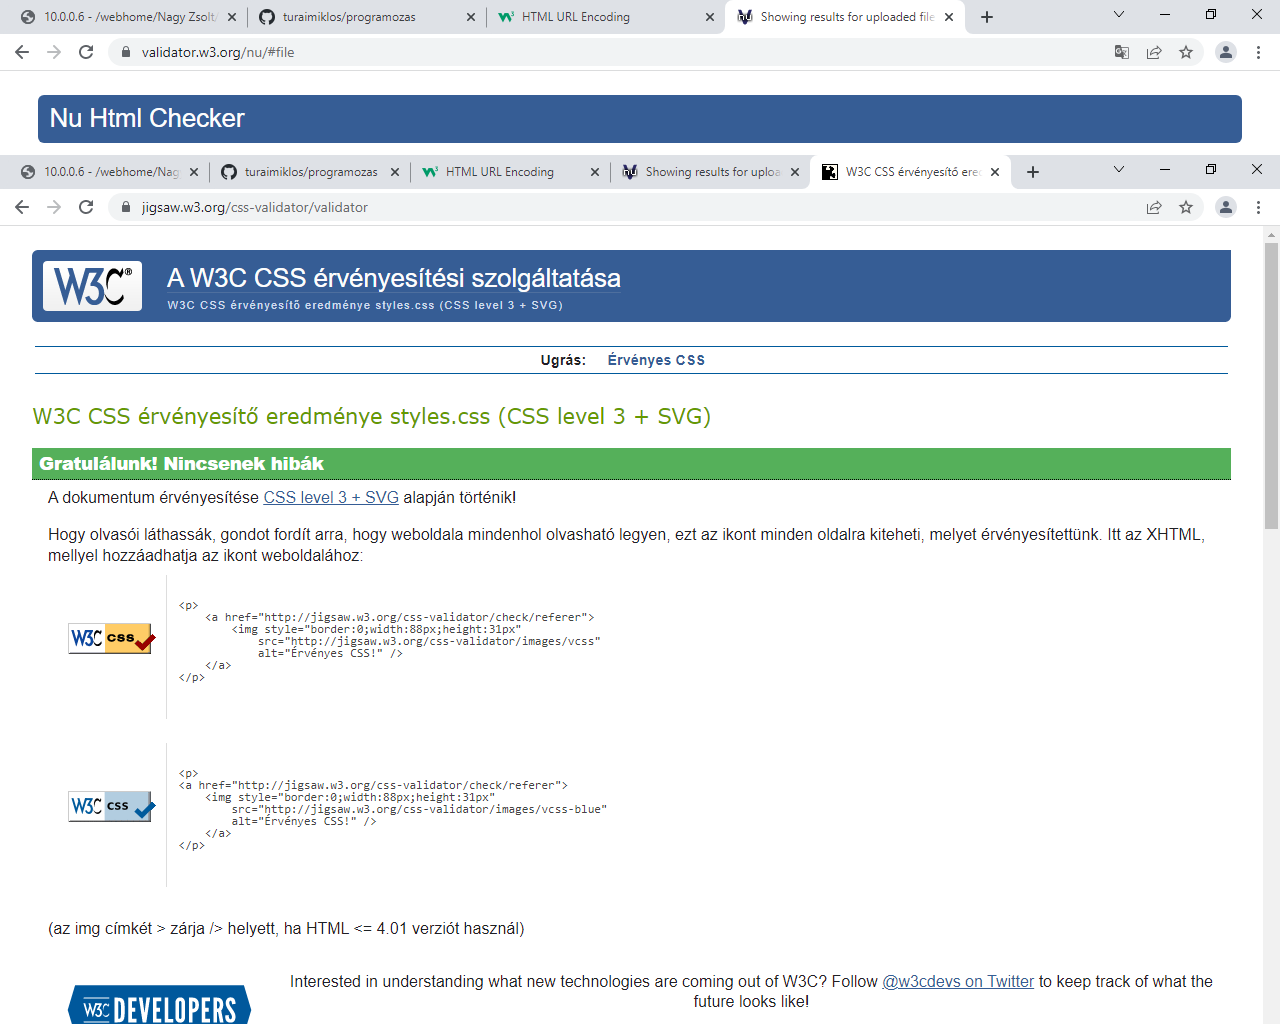 10.0.0.6 - /webhome/Nagy Zsolt/
turaimiklos/programozas
HTML URL Encoding
Showing results for uploaded file
validator.w3.org/nu/#file
Nu Html Checker
10.0.0.6 - /webhome/Nag
turaimiklos/programozas
HTML URL Encoding
Showing results for uploa
W3C CSS érvényesítő ered
jigsaw.w3.org/css-validator/validator
W3C®
A W3C CSS érvényesítési szolgáltatása
W3C CSS érvényesítő eredménye styles.css (CSS level 3 + SVG)
Ugrás: Érvényes CSS
W3C CSS érvényesítő eredménye styles.css (CSS level 3 + SVG)
Gratulálunk! Nincsenek hibák
A dokumentum érvényesítése CSS level 3 + SVG alapján történik!
Hogy olvasói láthassák, gondot fordít arra, hogy weboldala mindenhol olvasható legyen, ezt az ikont minden oldalra kiteheti, melyet érvényesítettünk. Itt az XHTML,
mellyel hozzáadhatja az ikont weboldalához:
W3C css
<p>
<a href="http://jigsaw.w3.org/css-validator/check/referer">
<img style="border:0;width:88px;height:31px"
src="http://jigsaw.w3.org/css-validator/images/vcss"
alt="Érvényes CSS!" />
</a>
</p>
W3C css
<p>
<a href="http://jigsaw.w3.org/css-validator/check/referer">
<img style="border:0;width:88px;height:31px"
src="http://jigsaw.w3.org/css-validator/images/vcss-blue"
alt="Érvényes CSS!" />
</a>
</p>
(az img címkét > zárja /> helyett, ha HTML <= 4.01 verziót használ)
W3C DEVELOPERS
Interested in understanding what new technologies are coming out of W3C? Follow @w3cdevs on Twitter to keep track of what the
future looks like!